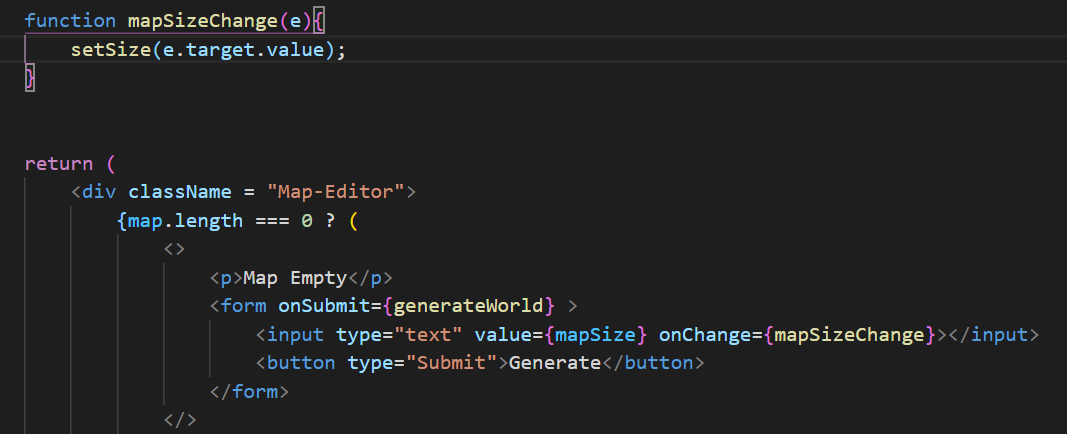 function mapSizeChange(e){
    setSize(e.target.value);
}
return (
    <div className = "Map-Editor">
        {map.length === 0 ? (
            <>
                <p>Map Empty</p>
                <form onSubmit={generateWorld} >
                    <input type="text" value={mapSize} onChange={mapSizeChange}></input>
                    <button type="Submit">Generate</button>
                </form>
            </>